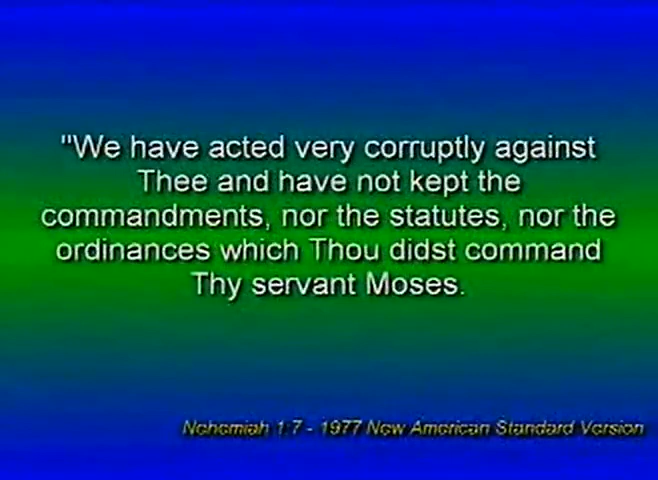 "We have acted very corruptly against
Thee and have not kept the
commandments, nor the statutes, nor the
ordinances which Thou didst command
Thy servant Moses.
Nehemiah 1:7 - 1977 New American Standard Version